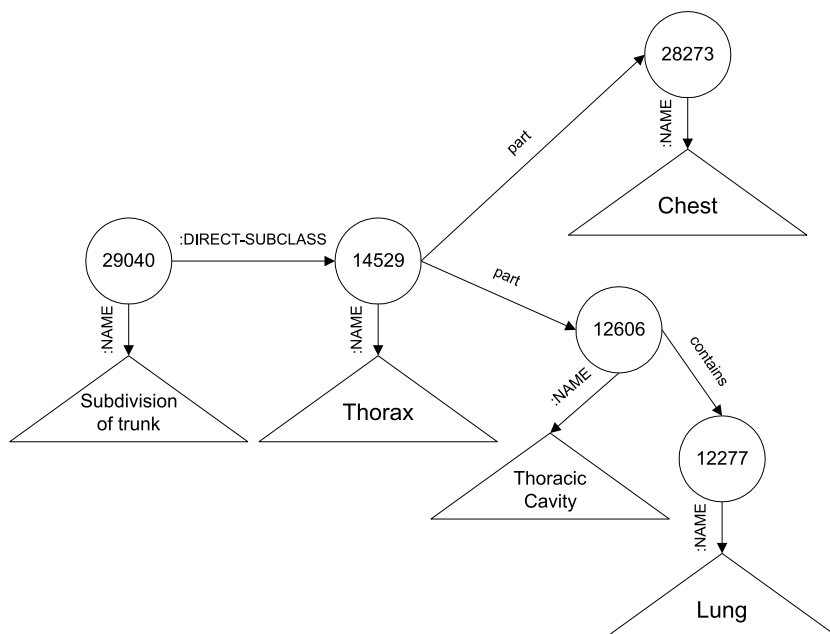 28273
:NAME
part
Chest
:DIRECT-SUBCLASS
29040
14529
part
:NAME
:NAME
12606
contains
Subdivision
of trunk
Thorax
:NAME
12277
Thoracic
Cavity
:NAME
Lung